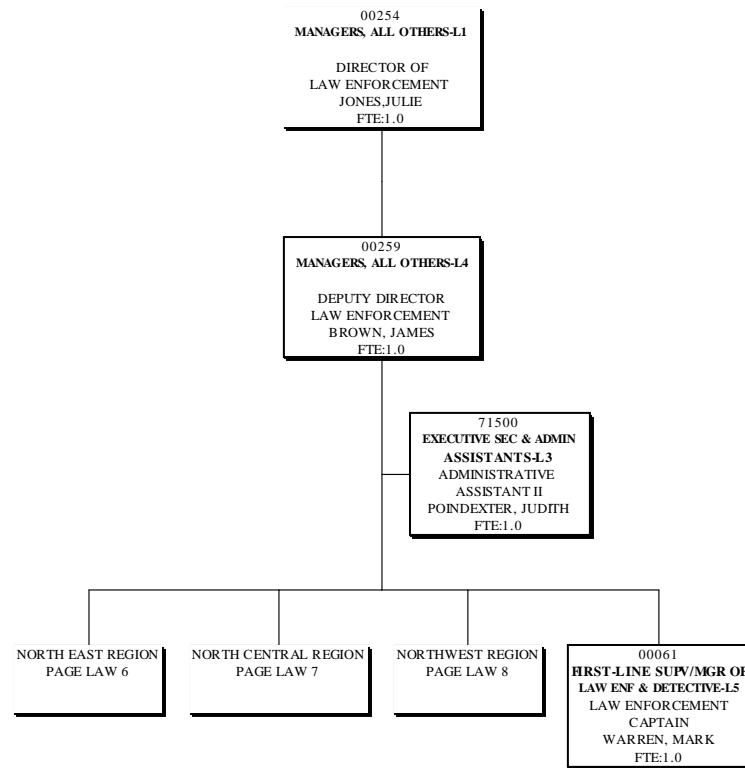 00254
MANAGERS, ALL OTHERS-L1
DIRECTOR OF
LAW ENFORCEMENT
JONES,JULIE
FTE:1.0
00259
MANAGERS, ALL OTHERS-L4
DEPUTY DIRECTOR
LAW ENFORCEMENT
BROWN, JAMES
FTE:1.0
71500
EXECUTIVE SEC & ADMIN
ASSISTANTS-L3
ADMINISTRATIVE
ASSISTANT II
POINDEXTER, JUDITH
FTE:1.0
NORTH EAST REGION
PAGE LAW 6
NORTH CENTRAL REGION
PAGE LAW 7
NORTHWEST REGION
PAGE LAW 8
00061
FIRST-LINE SUPV/MGR OF
LAW ENF & DETECTIVE-L5
LAW ENFORCEMENT
CAPTAIN
WARREN, MARK
FTE:1.0